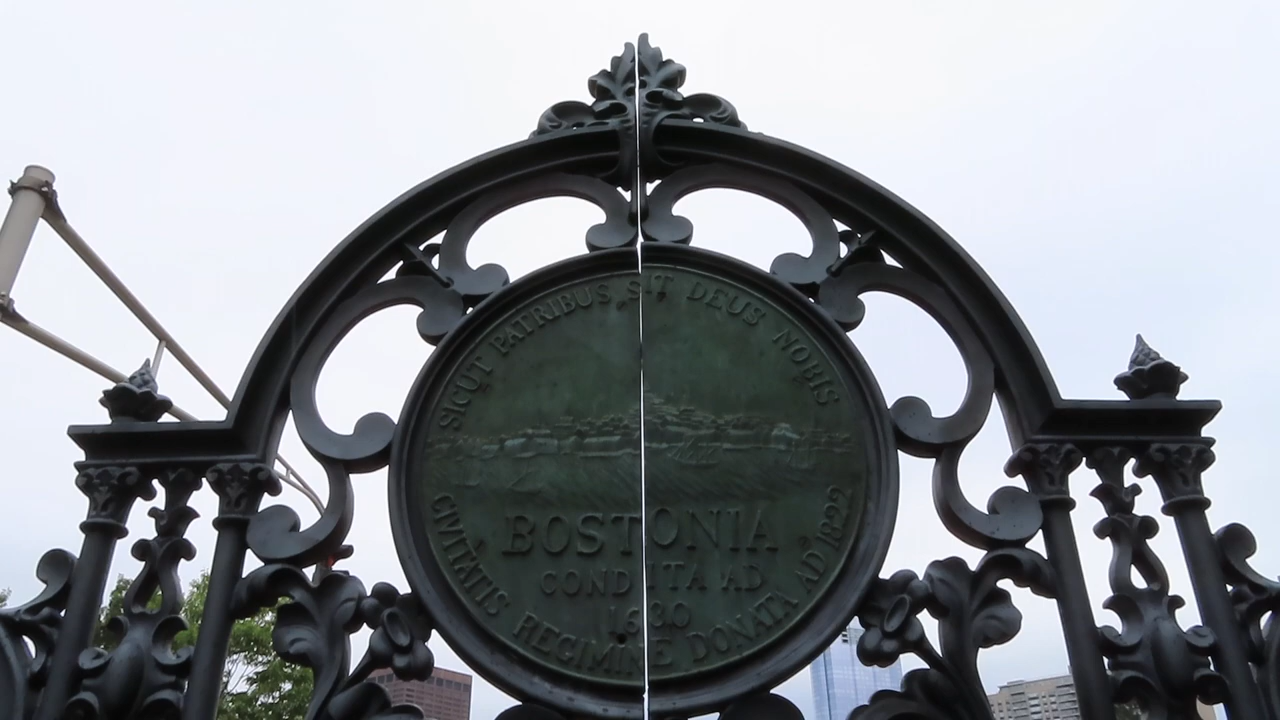 SICUT PATRIBUS SIT DEUS NOBIS
BOSTONIA
CONDITA AD
1630
CIVITATIS REGIMINE DONATA AD 1822